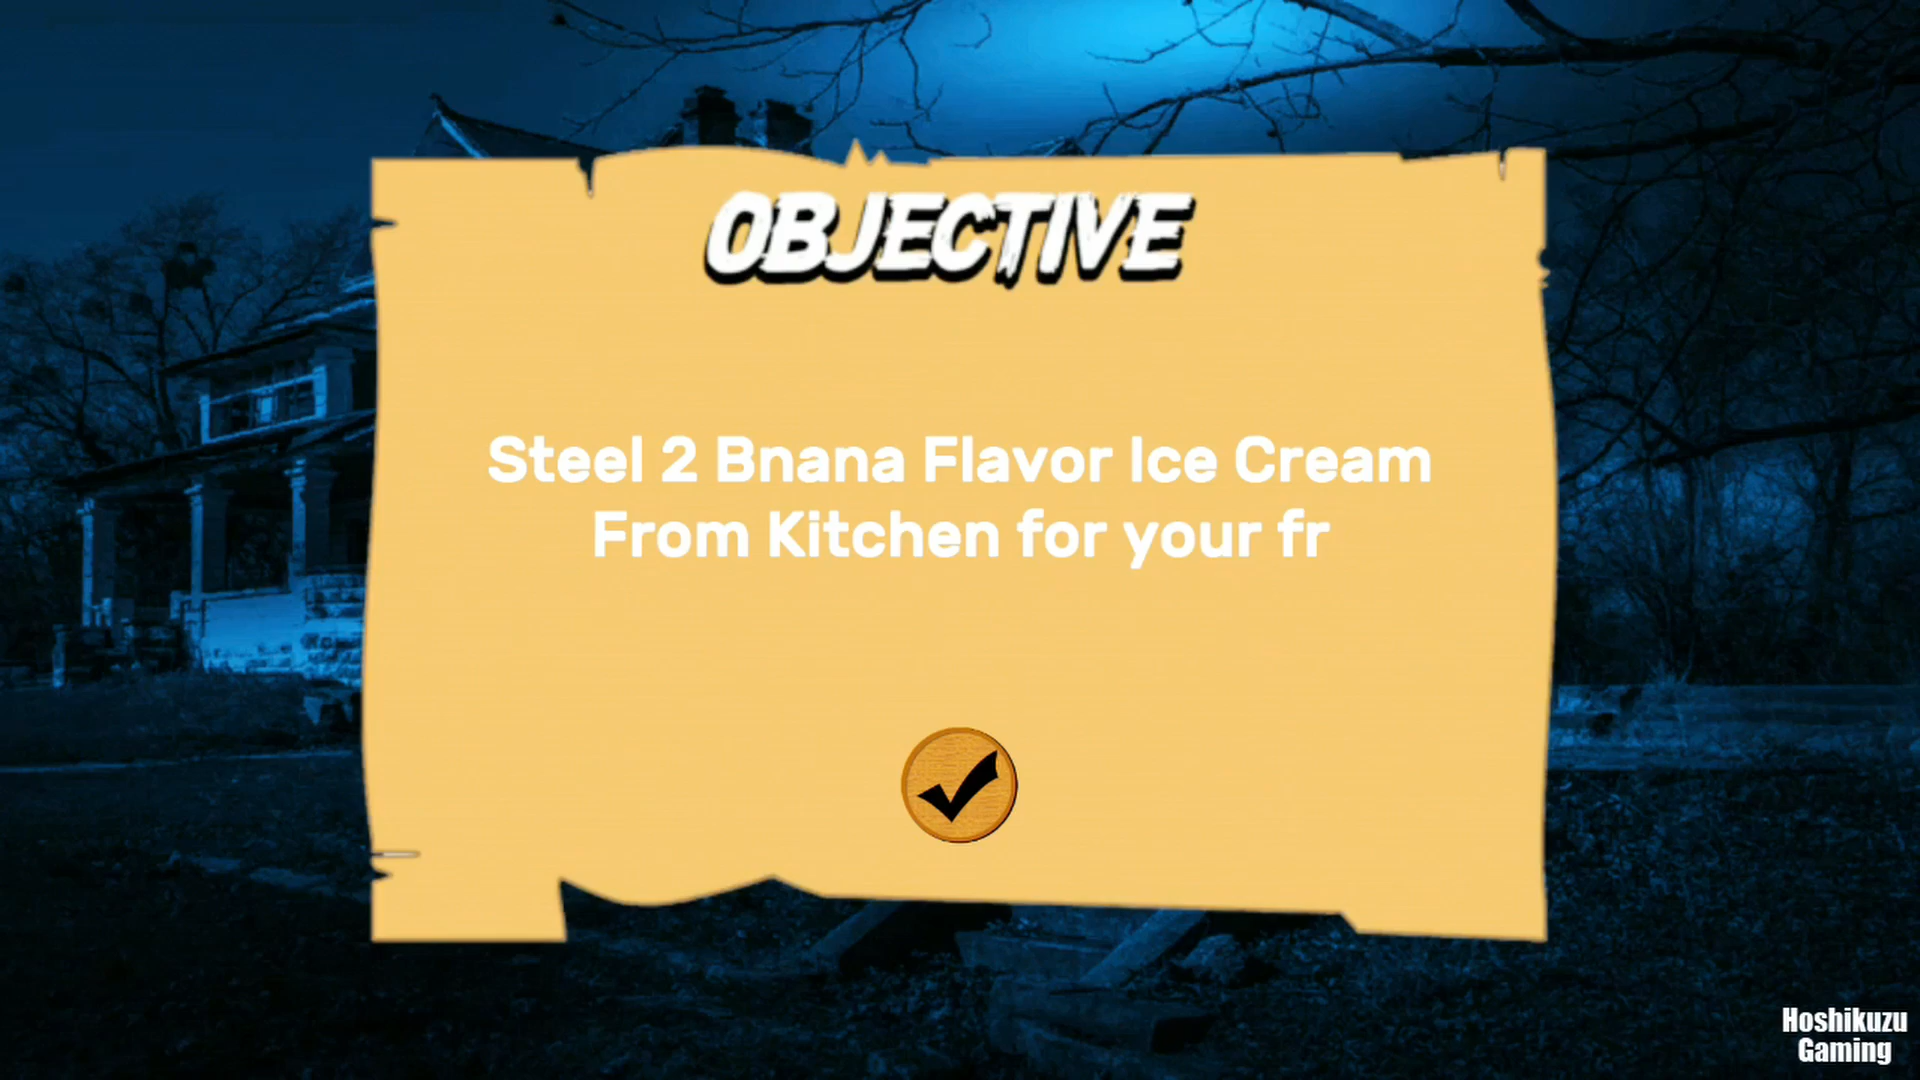 OBJECTIVE
Steel 2 Bnana Flavor Ice Cream
From Kitchen for your fr
Hoshikuzu
Gaming